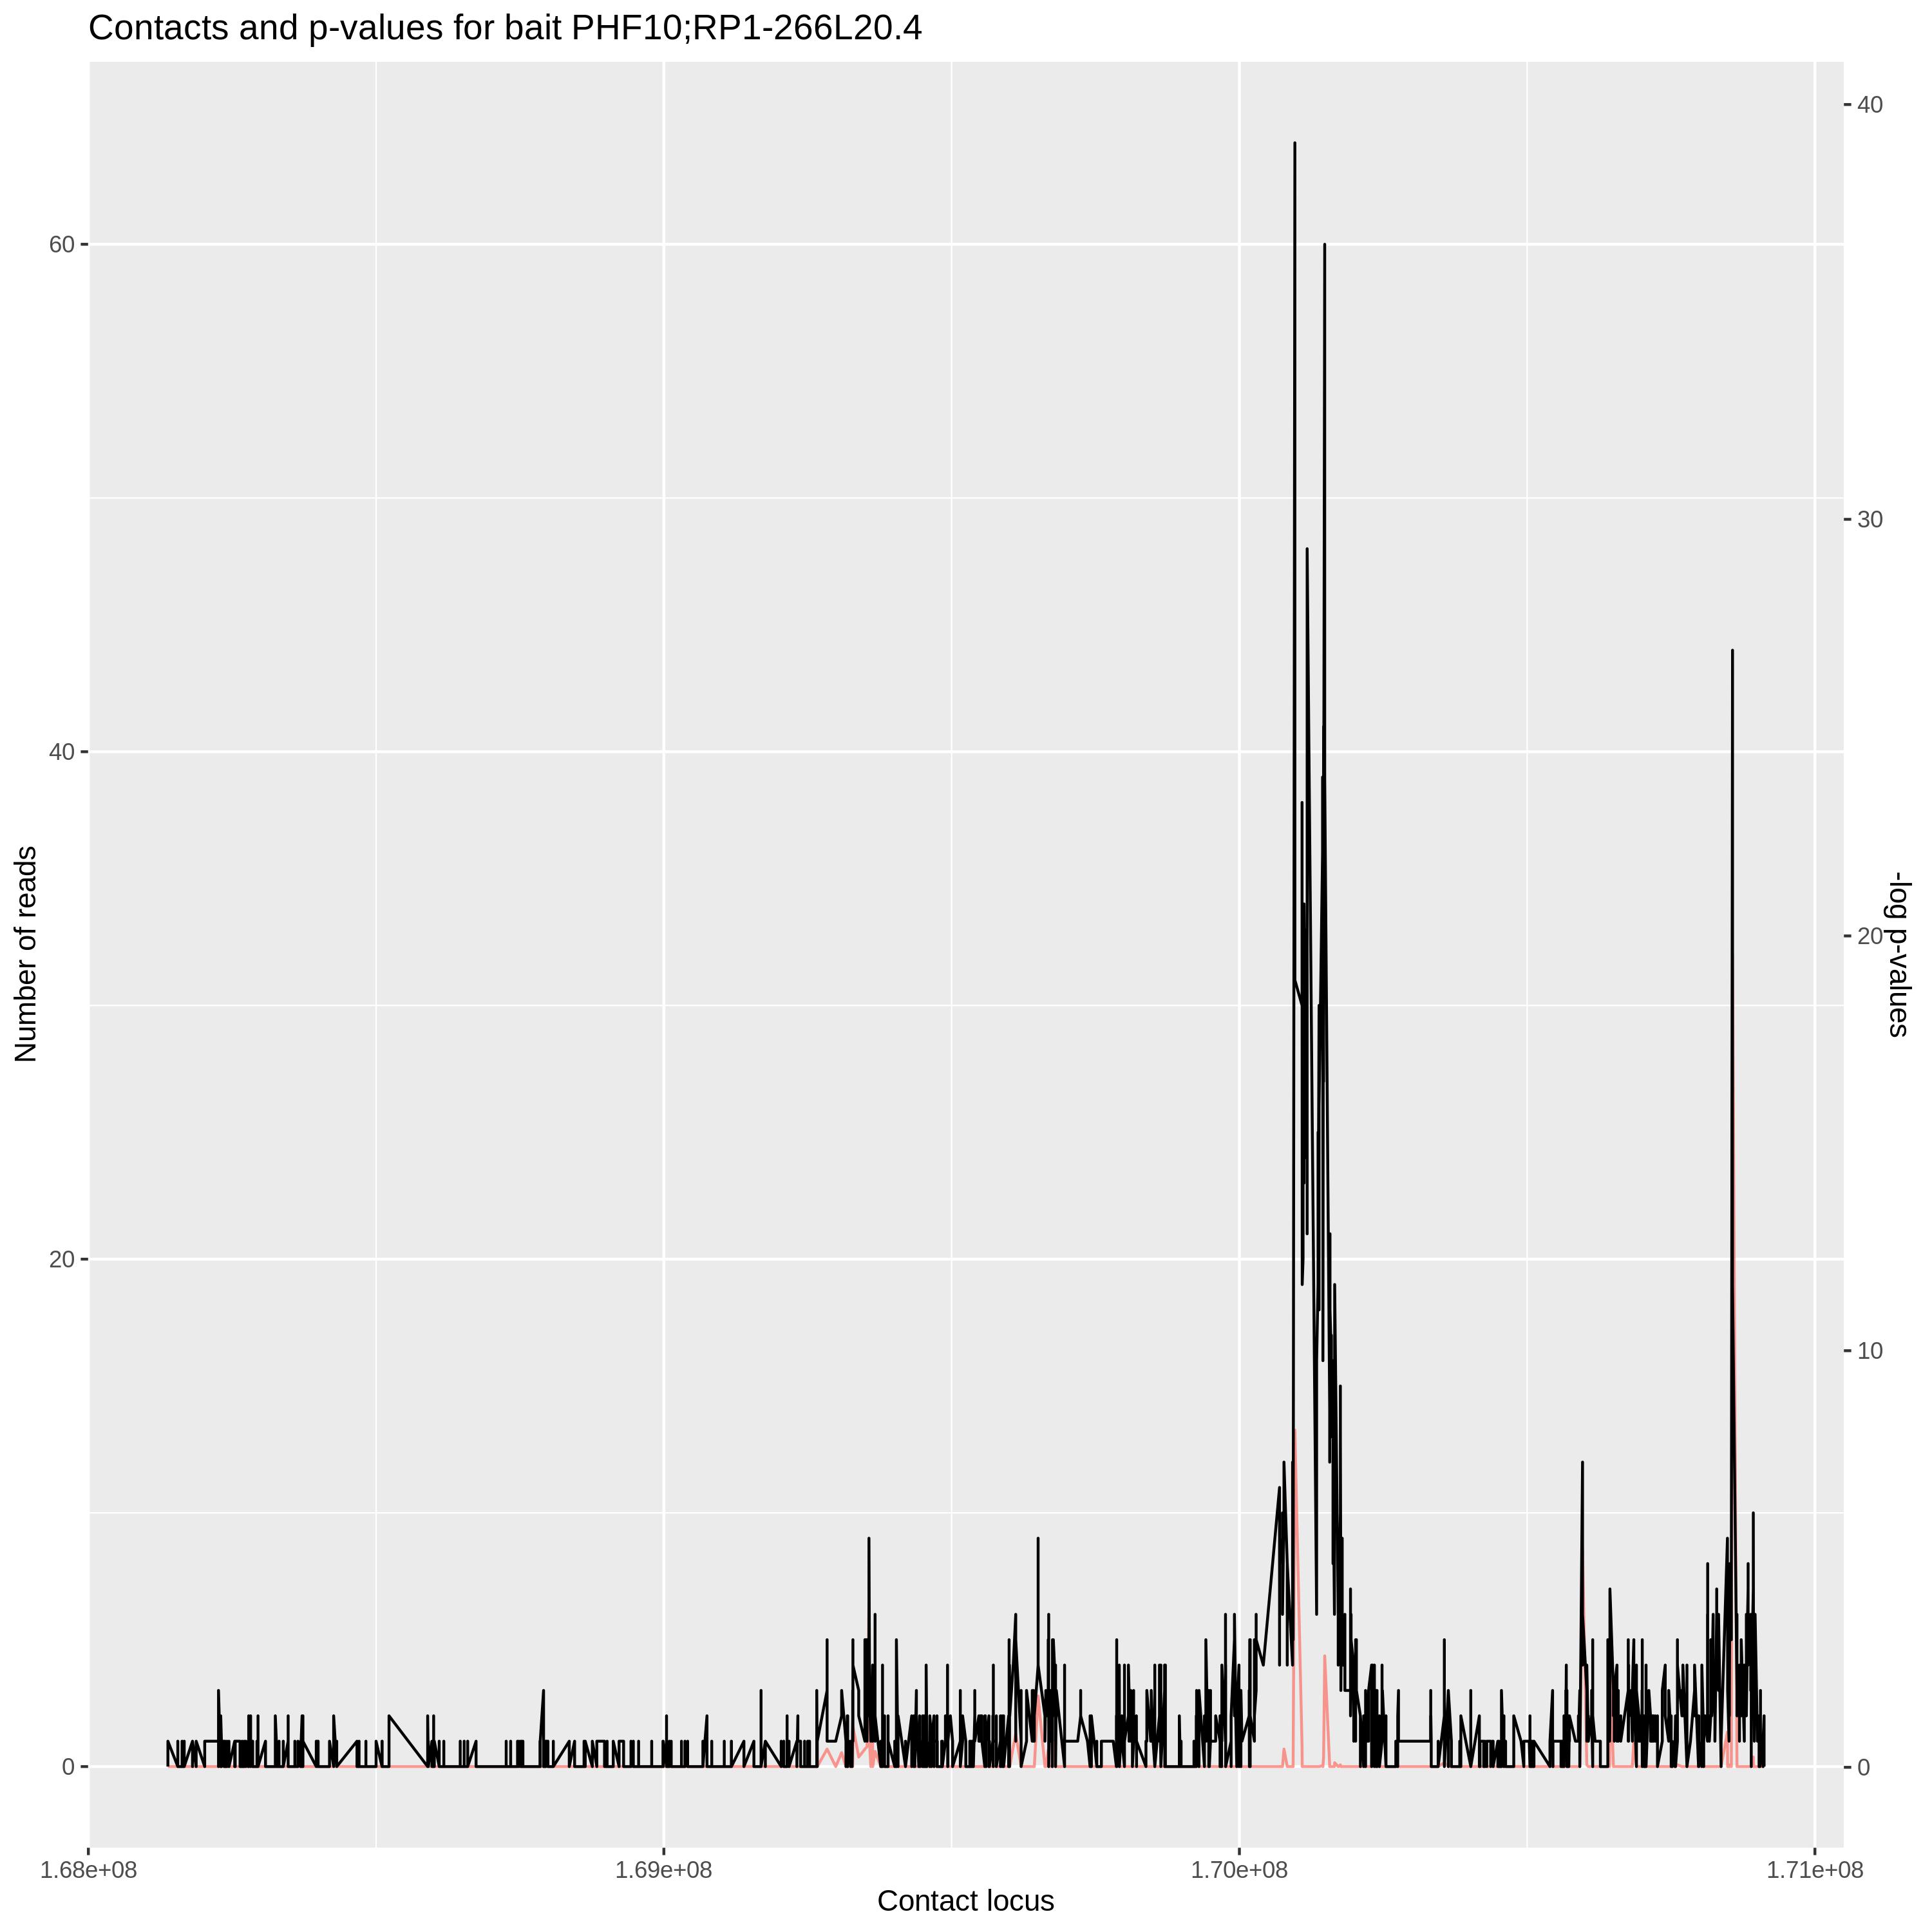 Contacts and p-values for bait PHF10;RP1-266L20.4
40
60
30
40
Number of reads
-log p-values
20
20
10
0
0
1.68e+08
1.69e+08
1.70e+08
1.71e+08
Contact locus